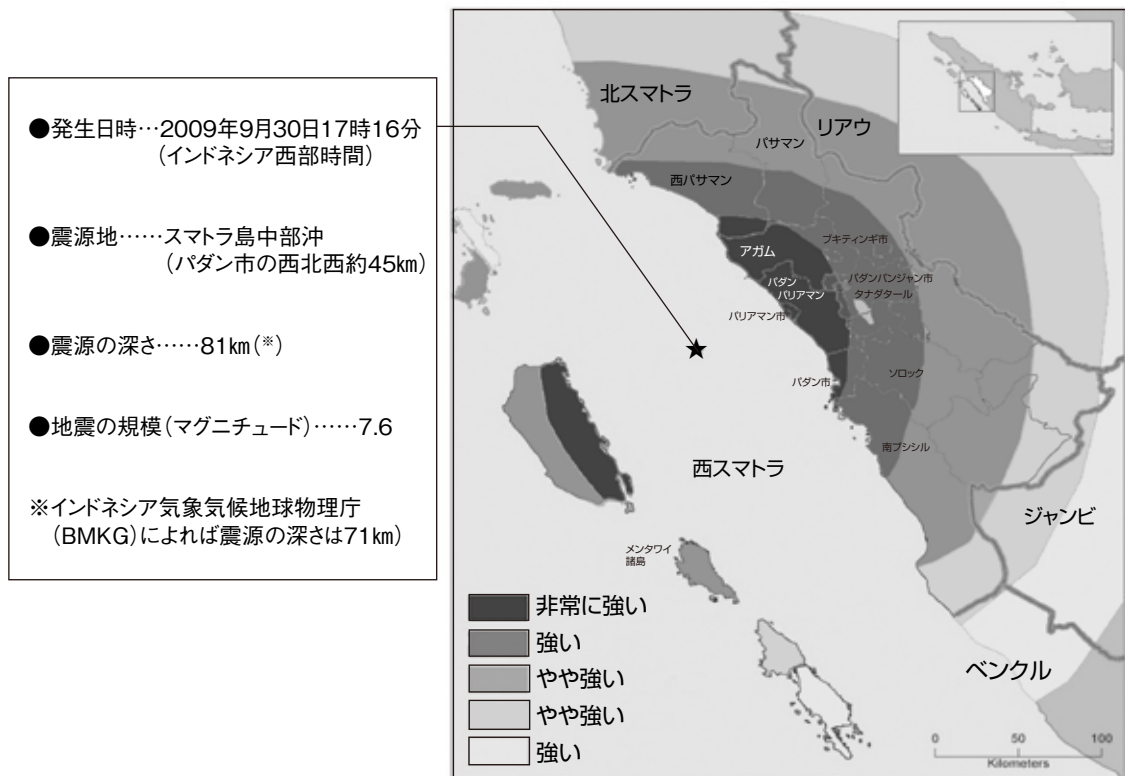 ●発生日時…2009年9月30日17時16分
(インドネシア西部時間)
●震源地……スマトラ島中部沖
(パダン市の西北西約45㎞)
●震源の深さ……81㎞(※)
●地震の規模(マグニチュード)……7.6
※インドネシア気象気候地球物理庁
(BMKG)によれば震源の深さは71㎞)
北スマトラ
リアウ
パサマン
西パサマン
アガム
ブキティンギ市
パダン
パリアマン
パダンパンジャン市
タナダタール
パリアマン市
パダン市
ソロック
南プシシル
西スマトラ
ジャンビ
メンタワイ
諸島
ベンクル
非常に強い
強い
やや強い
やや強い
強い
0 50 100
Kilometers